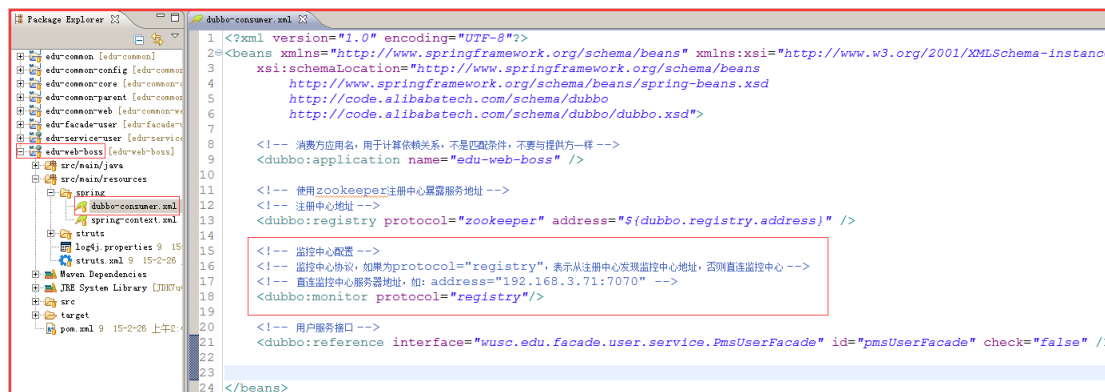 Package Explorer
edu-common [edu-common]
edu-common-config [edu-common
edu-common-core [edu-common-
edu-common-parent [edu-common
edu-common-web [edu-common-we
edu-facade-user [edu-facade-u
edu-service-user [edu-service
edu-web-boss [edu-web-boss]
src/main/java
src/main/resources
spring
dubbo-consumer.xml
spring-context.xml
struts
log4j.properties 9 15-
struts.xml 9 15-2-26
Maven Dependencies
JRE System Library
src
target
pom.xml 9 15-2-26 上午2:
dubbo-consumer.xml
1 <?xml version="1.0" encoding="UTF-8"?>
2 <beans xmlns="http://www.springframework.org/schema/beans" xmlns:xsi="http://www.w3.org/2001/XMLSchema-instance
3 xsi:schemaLocation="http://www.springframework.org/schema/beans
4 http://www.springframework.org/schema/beans/spring-beans.xsd
5 http://code.alibabatech.com/schema/dubbo
6 http://code.alibabatech.com/schema/dubbo/dubbo.xsd">
7
8 <!-- 消费方应用名，用于计算依赖关系，不是匹配条件，不要与提供方一样 -->
9 <dubbo:application name="edu-web-boss" />
10
11 <!-- 使用zookeeper注册中心暴露服务地址 -->
12 <!-- 注册中心地址 -->
13 <dubbo:registry protocol="zookeeper" address="${dubbo.registry.address}" />
14
15 <!-- 监控中心配置 -->
16 <!-- 监控中心协议，如果为protocol="registry"，表示从注册中心发现监控中心地址，否则直连监控中心 -->
17 <!-- 直连监控中心服务器地址，如：address="192.168.3.71:7070" -->
18 <dubbo:monitor protocol="registry"/>
19
20 <!-- 用户服务接口 -->
21 <dubbo:reference interface="wusc.edu.facade.user.service.PmsUserFacade" id="pmsUserFacade" check="false" /
22
23
24 </beans>